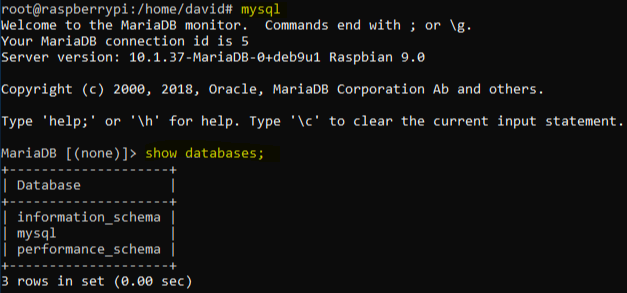 root@raspberrypi:/home/david# mysql
Welcome to the MariaDB monitor.  Commands end with ; or \g.
Your MariaDB connection id is 5
Server version: 10.1.37-MariaDB-0+deb9u1 Raspbian 9.0
Copyright (c) 2000, 2018, Oracle, MariaDB Corporation Ab and others.
Type 'help;' or '\h' for help. Type '\c' to clear the current input statement.
MariaDB [(none)]> show databases;
+--------------------+
| Database           |
+--------------------+
| information_schema |
| mysql              |
| performance_schema |
+--------------------+
3 rows in set (0.00 sec)